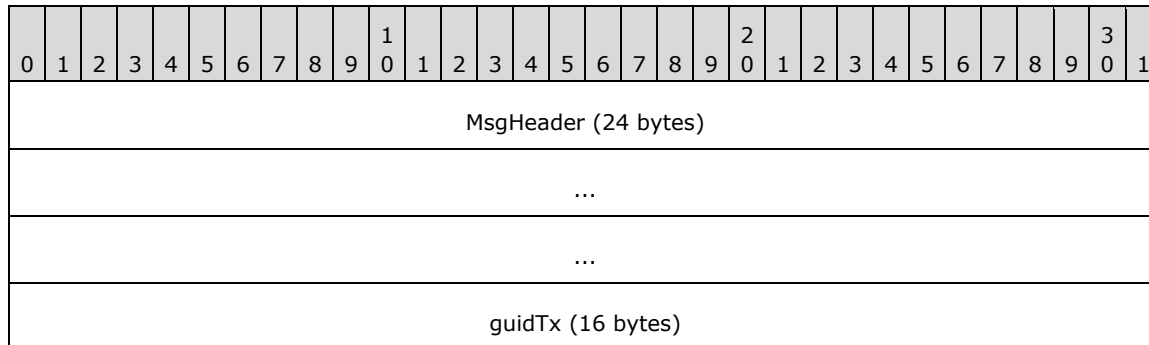 1 2 3
0 1 2 3 4 5 6 7 8 9 0 1 2 3 4 5 6 7 8 9 0 1 2 3 4 5 6 7 8 9 0 1
MsgHeader (24 bytes)
...
...
guidTx (16 bytes)